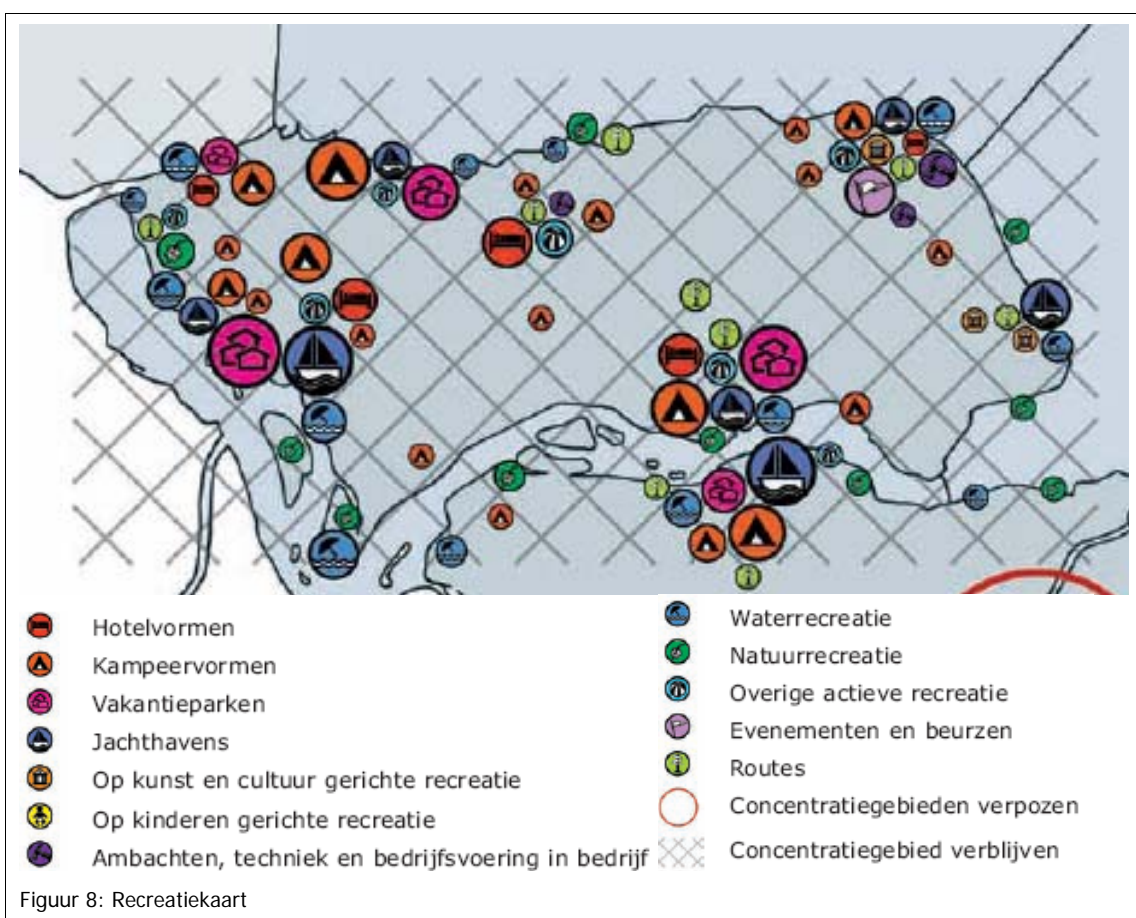 Hotelvormen
Kampeervormen
Vakantieparken
Jachthavens
Op kunst en cultuur gerichte recreatie
Op kinderen gerichte recreatie
Ambachten, techniek en bedrijfsvoering in bedrijf
Waterrecreatie
Natuurrecreatie
Overige actieve recreatie
Evenementen en beurzen
Routes
Concentratiegebieden verpozen
Concentratiegebied verblijven
Figuur 8: Recreatiekaart